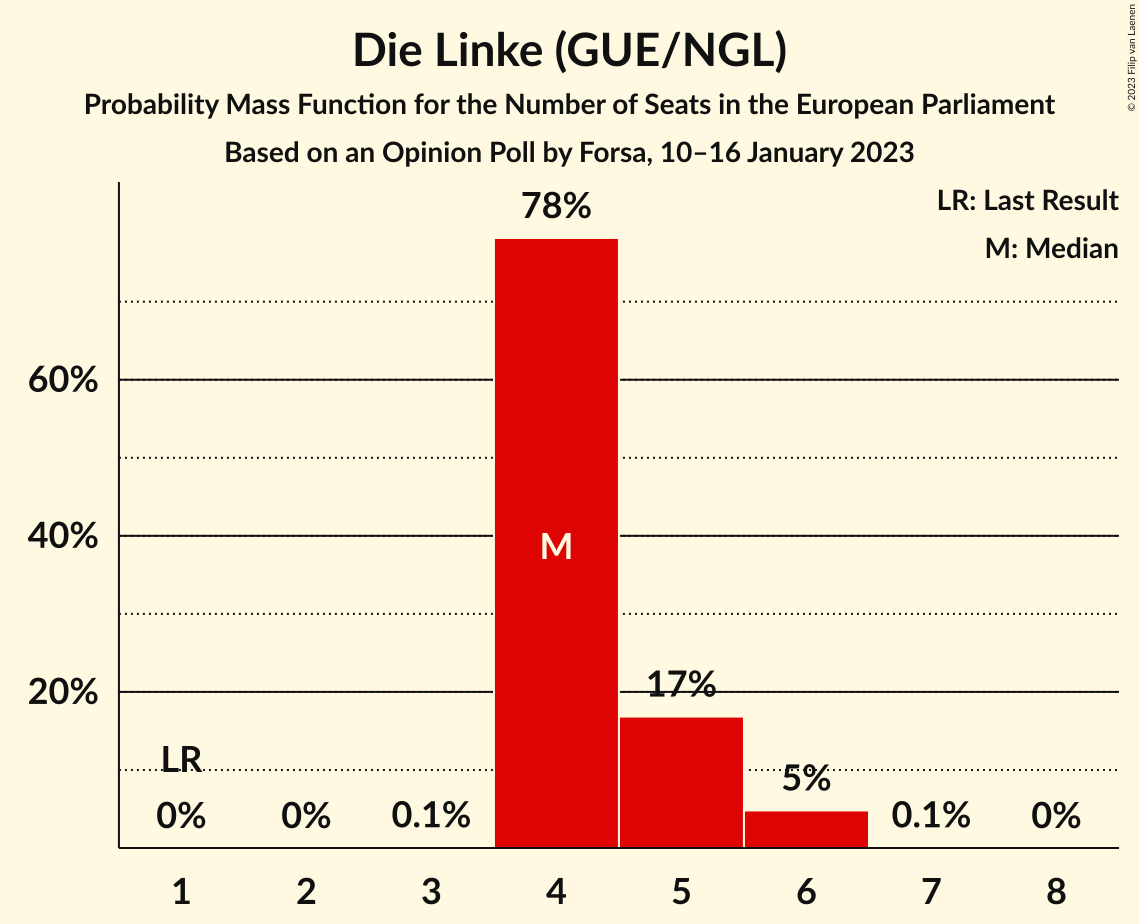 Die Linke (GUE/NGL)
Probability Mass Function for the Number of Seats in the European Parliament
Based on an Opinion Poll by Forsa, 10–16 January 2023
© 2023 Filip van Laenen
LR: Last Result
M: Median
78%
60%
40%
20%
M
17%
LR
5%
0%
0%
0.1%
0.1%
0%
1
2
3
4
5
6
7
8